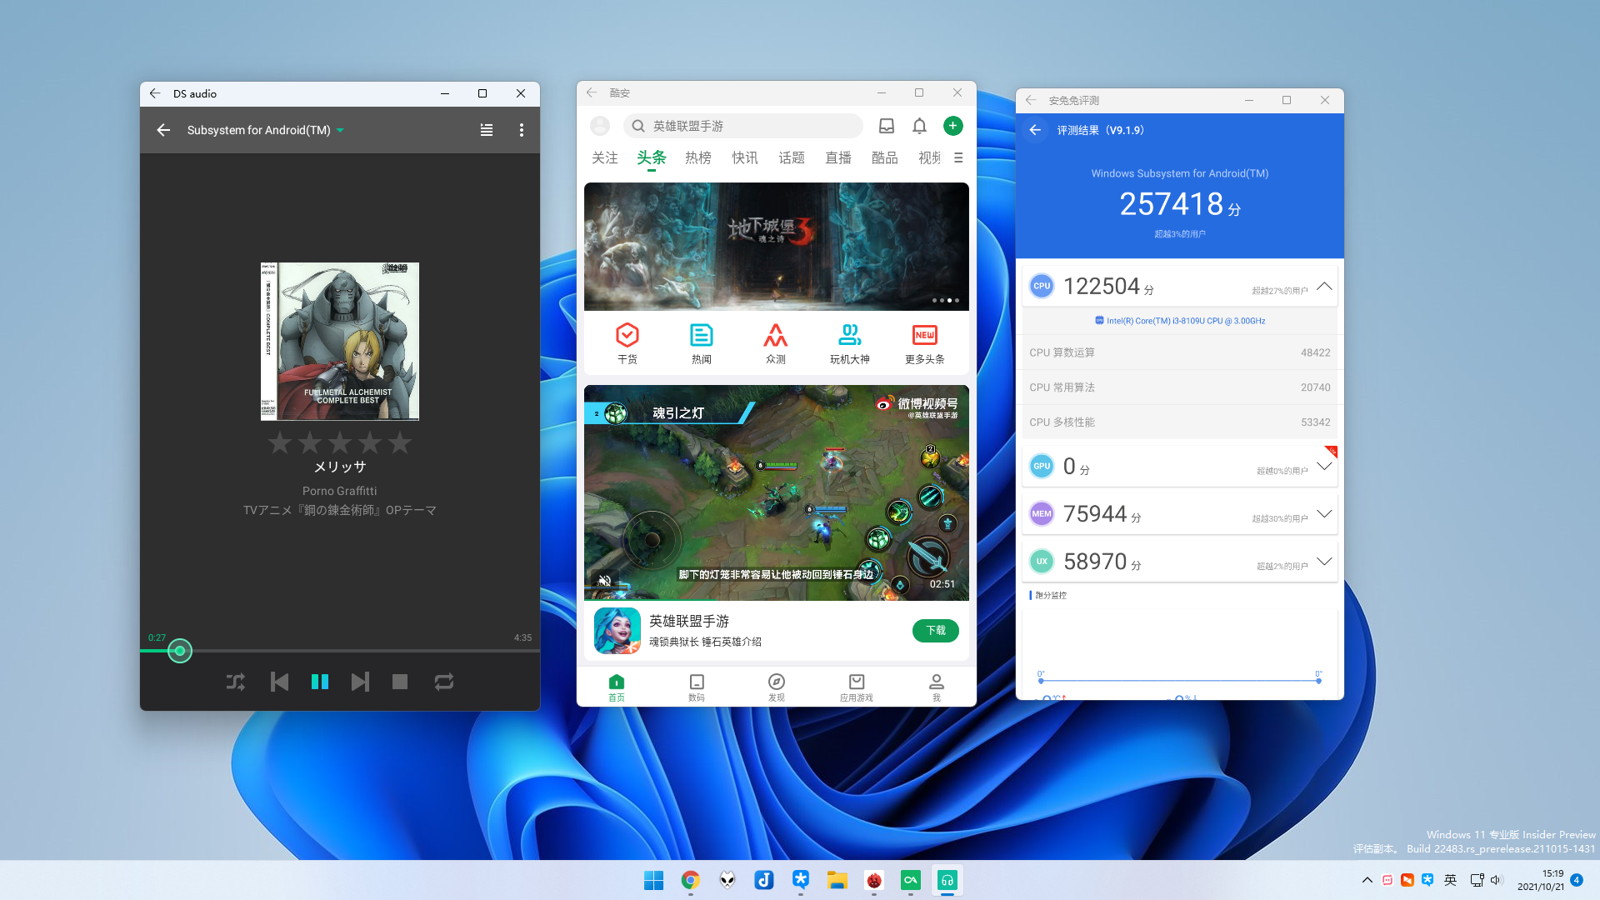 DS audio
Subsystem for Android(TM)
FULLMETAL ALCHEMIST
COMPLETE BEST
メリッサ
Porno Graffitti
TVアニメ『鋼の錬金術師』OPテーマ
0:27
4:35
酷安
英雄联盟手游
关注 头条 热榜 快讯 话题 直播 酷品 视频
地下城堡3
魂之诗
干货 热闻 众测 玩机大神 更多头条
NEW
魂引之灯
微博视频号
@英雄联盟手游
脚下的灯笼非常容易让他被动回到锤石身边
02:51
英雄联盟手游
魂锁典狱长 锤石英雄介绍
下载
首页 数码 发现 应用游戏 我
安兔兔评测
评测结果（V9.1.9）
Windows Subsystem for Android(TM)
257418 分
超越3%的用户
CPU 122504 分 超越27%的用户
Intel(R) Core(TM) i3-8109U CPU @ 3.00GHz
CPU 算数运算 48422
CPU 常用算法 20740
CPU 多核性能 53342
GPU 0 分 超越0%的用户
MEM 75944 分 超越30%的用户
UX 58970 分 超越2%的用户
跑分监控
0" 0"
Windows 11 专业版 Insider Preview
评估副本。 Build 22483.rs_prerelease.211015-1431
英
15:19
2021/10/21
4